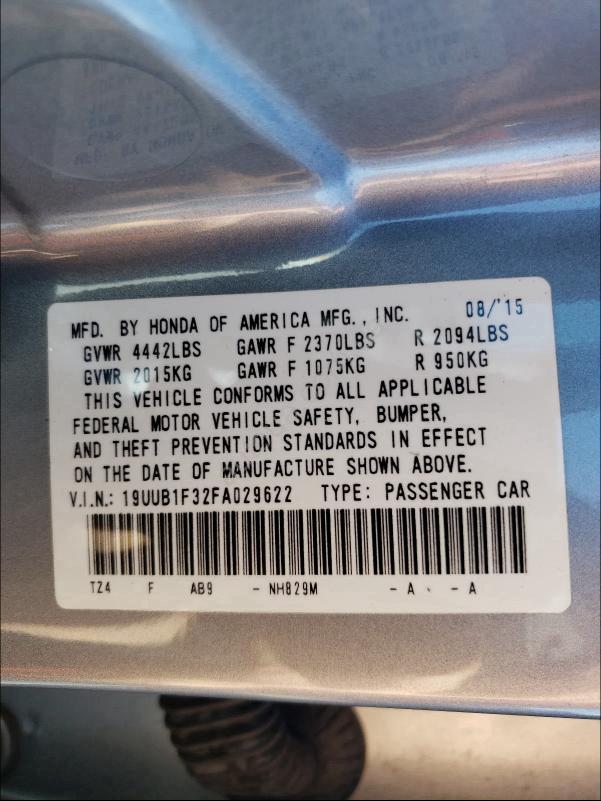 MFD. BY HONDA OF AMERICA MFG., INC. 08/'15
GVWR 4442LBS GAWR F 2370LBS R 2094LBS
GVWR 2015KG GAWR F 1075KG R 950KG
THIS VEHICLE CONFORMS TO ALL APPLICABLE
FEDERAL MOTOR VEHICLE SAFETY, BUMPER,
AND THEFT PREVENTION STANDARDS IN EFFECT
ON THE DATE OF MANUFACTURE SHOWN ABOVE.
V.I.N.: 19UUB1F32FA029622 TYPE: PASSENGER CAR
TZ4 F AB9 - NH829M - A - A